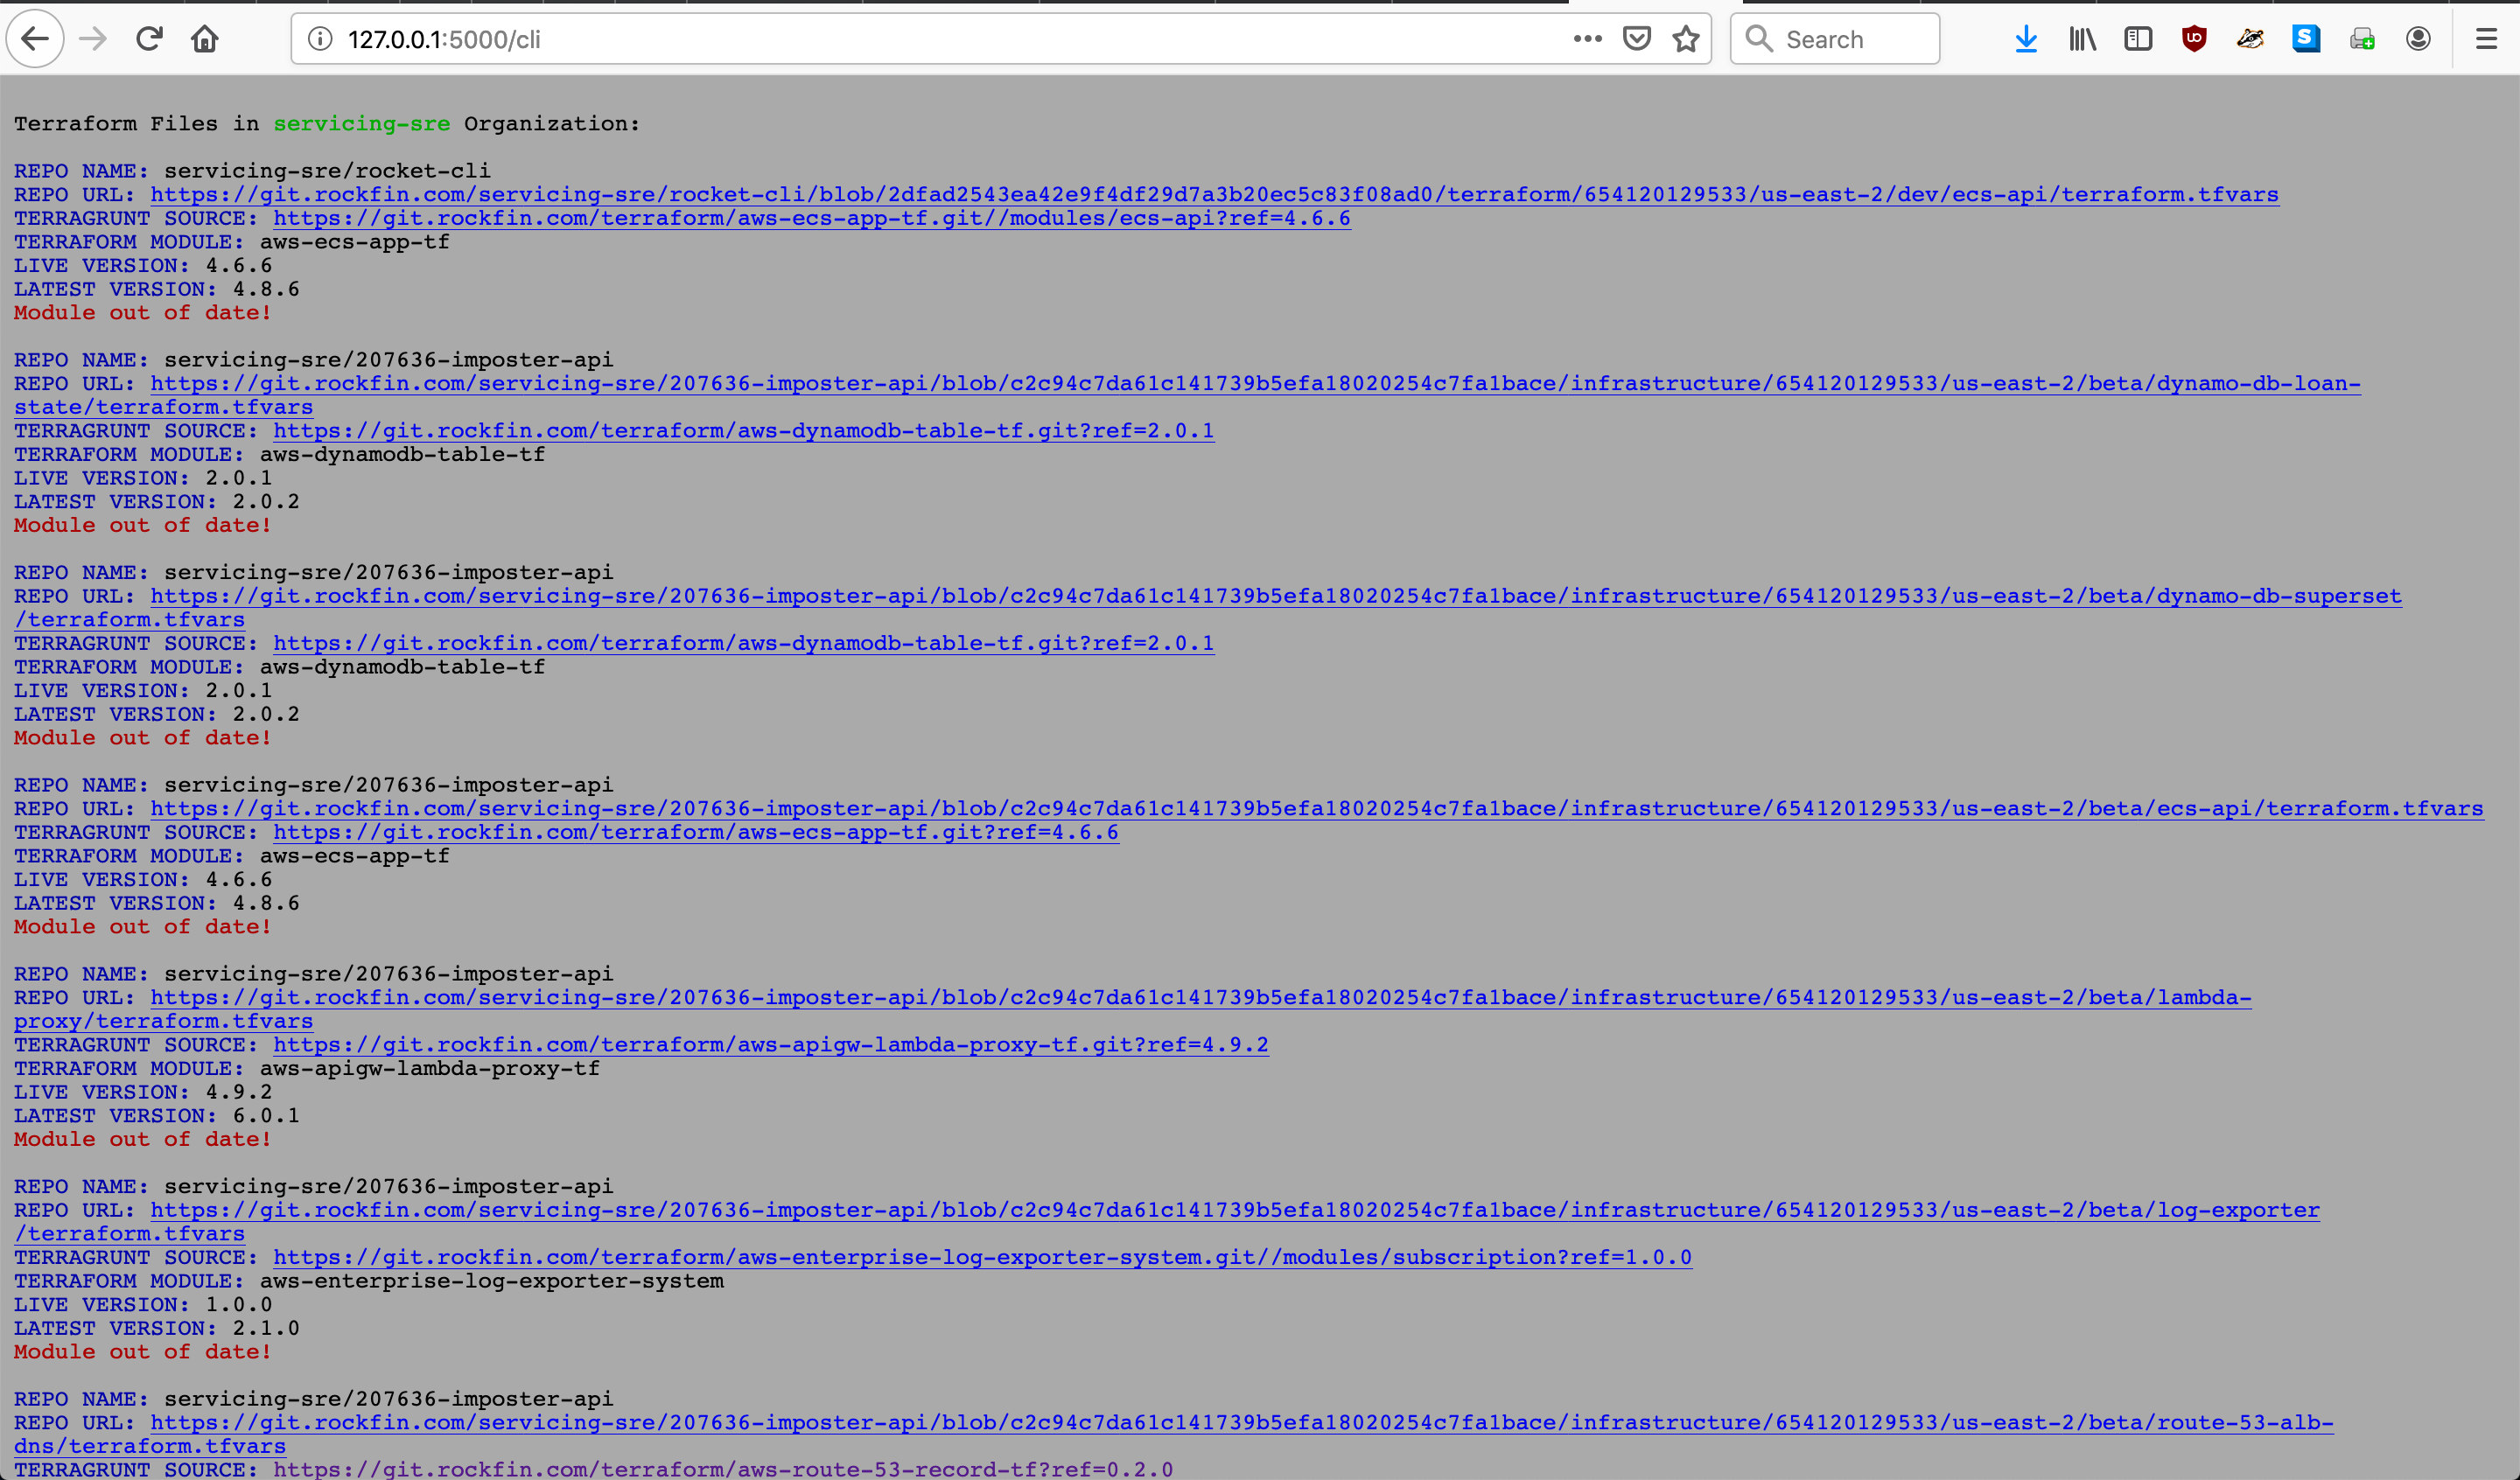 127.0.0.1:5000/cli
Search
Terraform Files in servicing-sre Organization:
REPO NAME: servicing-sre/rocket-cli
REPO URL: https://git.rockfin.com/servicing-sre/rocket-cli/blob/2dfad2543ea42e9f4df29d7a3b20ec5c83f08ad0/terraform/654120129533/us-east-2/dev/ecs-api/terraform.tfvars
TERRAGRUNT SOURCE: https://git.rockfin.com/terraform/aws-ecs-app-tf.git//modules/ecs-api?ref=4.6.6
TERRAFORM MODULE: aws-ecs-app-tf
LIVE VERSION: 4.6.6
LATEST VERSION: 4.8.6
Module out of date!
REPO NAME: servicing-sre/207636-imposter-api
REPO URL: https://git.rockfin.com/servicing-sre/207636-imposter-api/blob/c2c94c7da61c141739b5efa18020254c7fa1bace/infrastructure/654120129533/us-east-2/beta/dynamo-db-loan-
state/terraform.tfvars
TERRAGRUNT SOURCE: https://git.rockfin.com/terraform/aws-dynamodb-table-tf.git?ref=2.0.1
TERRAFORM MODULE: aws-dynamodb-table-tf
LIVE VERSION: 2.0.1
LATEST VERSION: 2.0.2
Module out of date!
REPO NAME: servicing-sre/207636-imposter-api
REPO URL: https://git.rockfin.com/servicing-sre/207636-imposter-api/blob/c2c94c7da61c141739b5efa18020254c7fa1bace/infrastructure/654120129533/us-east-2/beta/dynamo-db-superset
/terraform.tfvars
TERRAGRUNT SOURCE: https://git.rockfin.com/terraform/aws-dynamodb-table-tf.git?ref=2.0.1
TERRAFORM MODULE: aws-dynamodb-table-tf
LIVE VERSION: 2.0.1
LATEST VERSION: 2.0.2
Module out of date!
REPO NAME: servicing-sre/207636-imposter-api
REPO URL: https://git.rockfin.com/servicing-sre/207636-imposter-api/blob/c2c94c7da61c141739b5efa18020254c7fa1bace/infrastructure/654120129533/us-east-2/beta/ecs-api/terraform.tfvars
TERRAGRUNT SOURCE: https://git.rockfin.com/terraform/aws-ecs-app-tf.git?ref=4.6.6
TERRAFORM MODULE: aws-ecs-app-tf
LIVE VERSION: 4.6.6
LATEST VERSION: 4.8.6
Module out of date!
REPO NAME: servicing-sre/207636-imposter-api
REPO URL: https://git.rockfin.com/servicing-sre/207636-imposter-api/blob/c2c94c7da61c141739b5efa18020254c7fa1bace/infrastructure/654120129533/us-east-2/beta/lambda-
proxy/terraform.tfvars
TERRAGRUNT SOURCE: https://git.rockfin.com/terraform/aws-apigw-lambda-proxy-tf.git?ref=4.9.2
TERRAFORM MODULE: aws-apigw-lambda-proxy-tf
LIVE VERSION: 4.9.2
LATEST VERSION: 6.0.1
Module out of date!
REPO NAME: servicing-sre/207636-imposter-api
REPO URL: https://git.rockfin.com/servicing-sre/207636-imposter-api/blob/c2c94c7da61c141739b5efa18020254c7fa1bace/infrastructure/654120129533/us-east-2/beta/log-exporter
/terraform.tfvars
TERRAGRUNT SOURCE: https://git.rockfin.com/terraform/aws-enterprise-log-exporter-system.git//modules/subscription?ref=1.0.0
TERRAFORM MODULE: aws-enterprise-log-exporter-system
LIVE VERSION: 1.0.0
LATEST VERSION: 2.1.0
Module out of date!
REPO NAME: servicing-sre/207636-imposter-api
REPO URL: https://git.rockfin.com/servicing-sre/207636-imposter-api/blob/c2c94c7da61c141739b5efa18020254c7fa1bace/infrastructure/654120129533/us-east-2/beta/route-53-alb-
dns/terraform.tfvars
TERRAGRUNT SOURCE: https://git.rockfin.com/terraform/aws-route-53-record-tf?ref=0.2.0